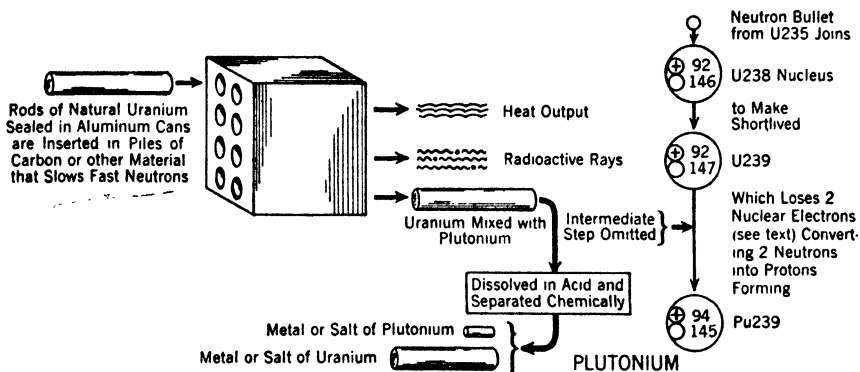 Rods of Natural Uranium
Sealed in Aluminum Cans
are Inserted in Piles of
Carbon or other Material
that Slows Fast Neutrons
Heat Output
Radioactive Rays
Uranium Mixed with
Plutonium
Dissolved in Acid and
Separated Chemically
Metal or Salt of Plutonium
Metal or Salt of Uranium
Neutron Bullet
from U235 Joins
+ 92
146
U238 Nucleus
to Make
Shortlived
+ 92
147
U239
Intermediate
Step Omitted
Which Loses 2
Nuclear Electrons
(see text) Convert-
ing 2 Neutrons
into Protons
Forming
+ 94
145
Pu239
PLUTONIUM